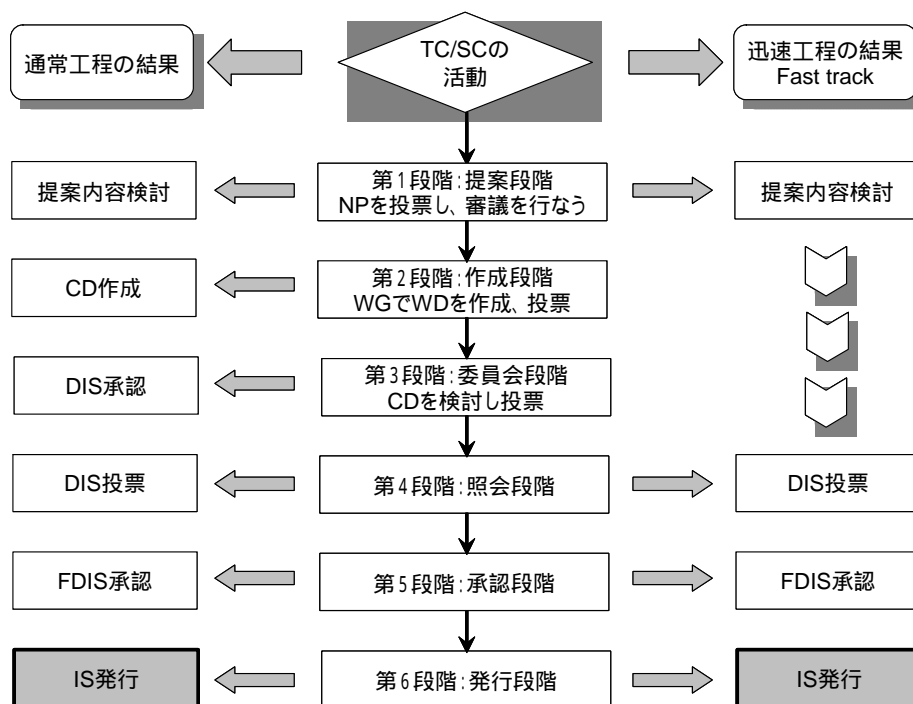 通常工程の結果
TC/SCの
活動
迅速工程の結果
Fast track
提案内容検討
第1段階:提案段階
NPを投票し、審議を行なう
提案内容検討
CD作成
第2段階:作成段階
WGでWDを作成、投票
DIS承認
第3段階:委員会段階
CDを検討し投票
DIS投票
第4段階:照会段階
DIS投票
FDIS承認
第5段階:承認段階
FDIS承認
IS発行
第6段階:発行段階
IS発行